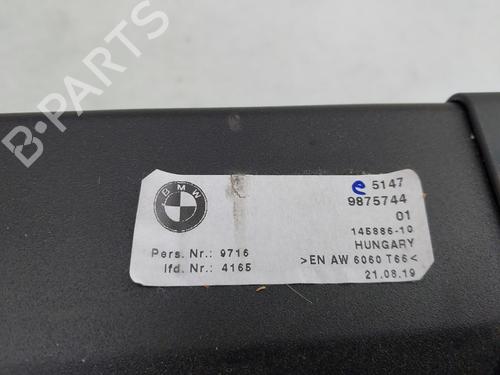 BMW
e 5147
9875744
01
145886-10
HUNGARY
>EN AW 6060 T66<
21.08.19
Pers. Nr.: 9716
lfd. Nr.: 4165
B-PARTS